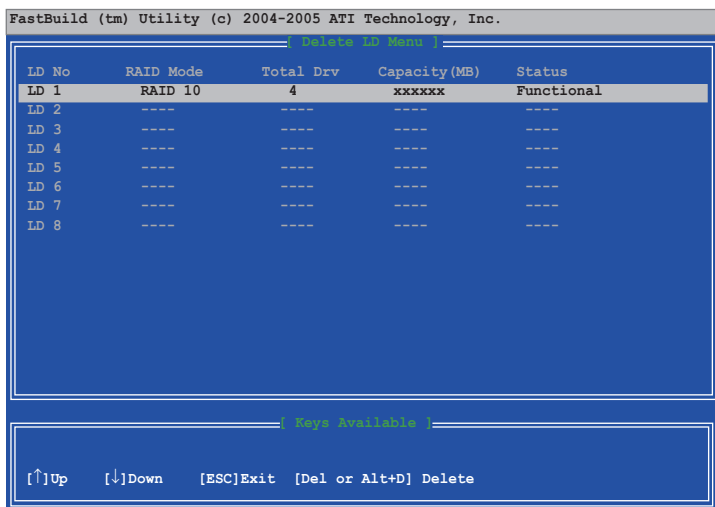 FastBuild (tm) Utility (c) 2004-2005 ATI Technology, Inc.
[ Delete LD Menu ]
LD No RAID Mode Total Drv Capacity(MB) Status
LD 1 RAID 10 4 xxxxxx Functional
LD 2 ---- ---- ---- ----
LD 3 ---- ---- ---- ----
LD 4 ---- ---- ---- ----
LD 5 ---- ---- ---- ----
LD 6 ---- ---- ---- ----
LD 7 ---- ---- ---- ----
LD 8 ---- ---- ---- ----
[ Keys Available ]
[↑]Up [↓]Down [ESC]Exit [Del or Alt+D] Delete